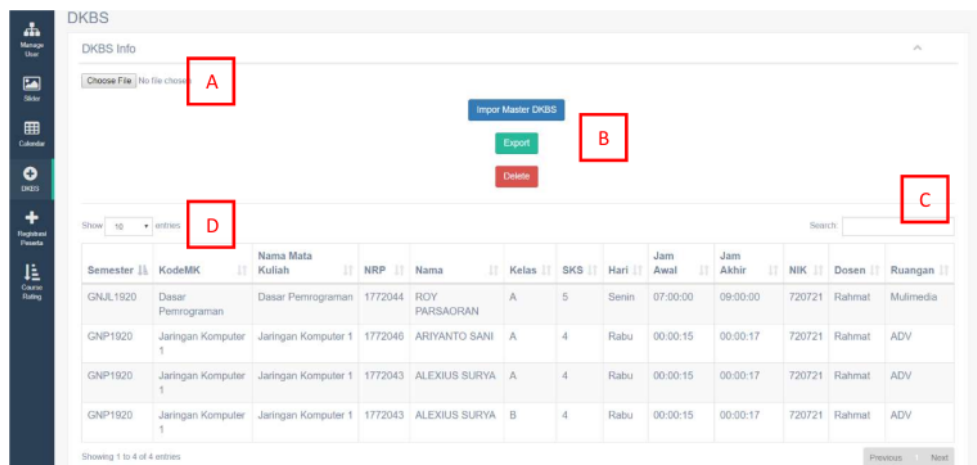 DKBS
Manage
User
Slider
Calendar
DKBS
Registrasi
Peserta
Course
Rating
DKBS Info
Choose File No file chosen
A
Impor Master DKBS
Export
Delete
B
C
Show 10 entries
D
Search:
Semester KodeMK Nama Mata Kuliah NRP Nama Kelas SKS Hari Jam Awal Jam Akhir NIK Dosen Ruangan
GNJL1920 Dasar Pemrograman Dasar Pemrograman 1772044 ROY PARSAORAN A 5 Senin 07:00:00 09:00:00 720721 Rahmat Mulimedia
GNP1920 Jaringan Komputer 1 Jaringan Komputer 1 1772046 ARIYANTO SANI A 4 Rabu 00:00:15 00:00:17 720721 Rahmat ADV
GNP1920 Jaringan Komputer 1 Jaringan Komputer 1 1772043 ALEXIUS SURYA A 4 Rabu 00:00:15 00:00:17 720721 Rahmat ADV
GNP1920 Jaringan Komputer 1 Jaringan Komputer 1 1772043 ALEXIUS SURYA B 4 Rabu 00:00:15 00:00:17 720721 Rahmat ADV
Showing 1 to 4 of 4 entries
Previous 1 Next